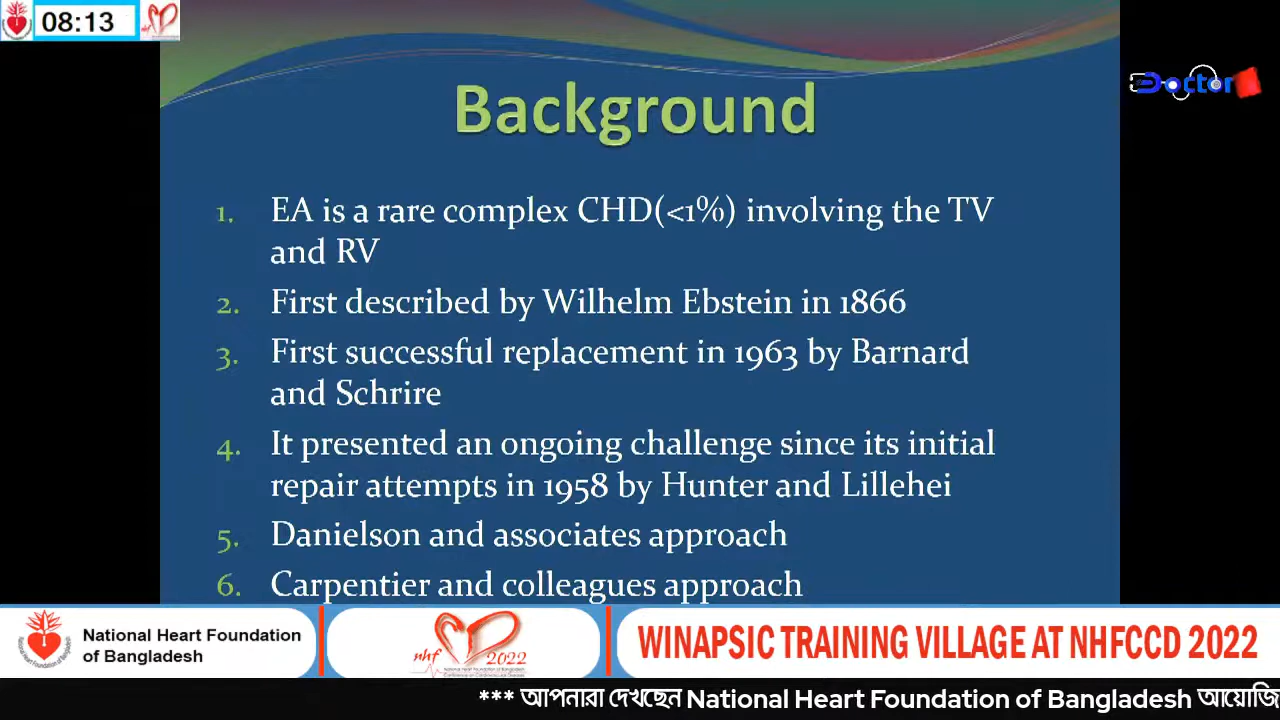 08:13
Doctor
Background
1. EA is a rare complex CHD(<1%) involving the TV
and RV
2. First described by Wilhelm Ebstein in 1866
3. First successful replacement in 1963 by Barnard
and Schrire
4. It presented an ongoing challenge since its initial
repair attempts in 1958 by Hunter and Lillehei
5. Danielson and associates approach
6. Carpentier and colleagues approach
National Heart Foundation
of Bangladesh
nhf 2022
WINAPSIC TRAINING VILLAGE AT NHFCCD 2022
*** আপনারা দেখছেন National Heart Foundation of Bangladesh আয়োজি